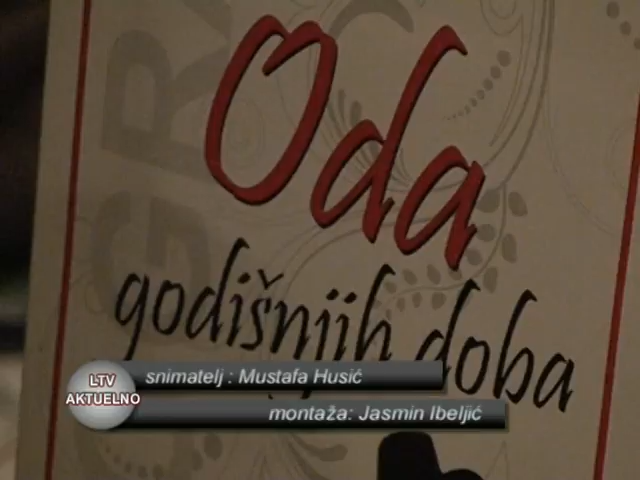 Oda
godišnjih doba
LTV
AKTUELNO
snimatelj : Mustafa Husić
montaža: Jasmin Ibeljić